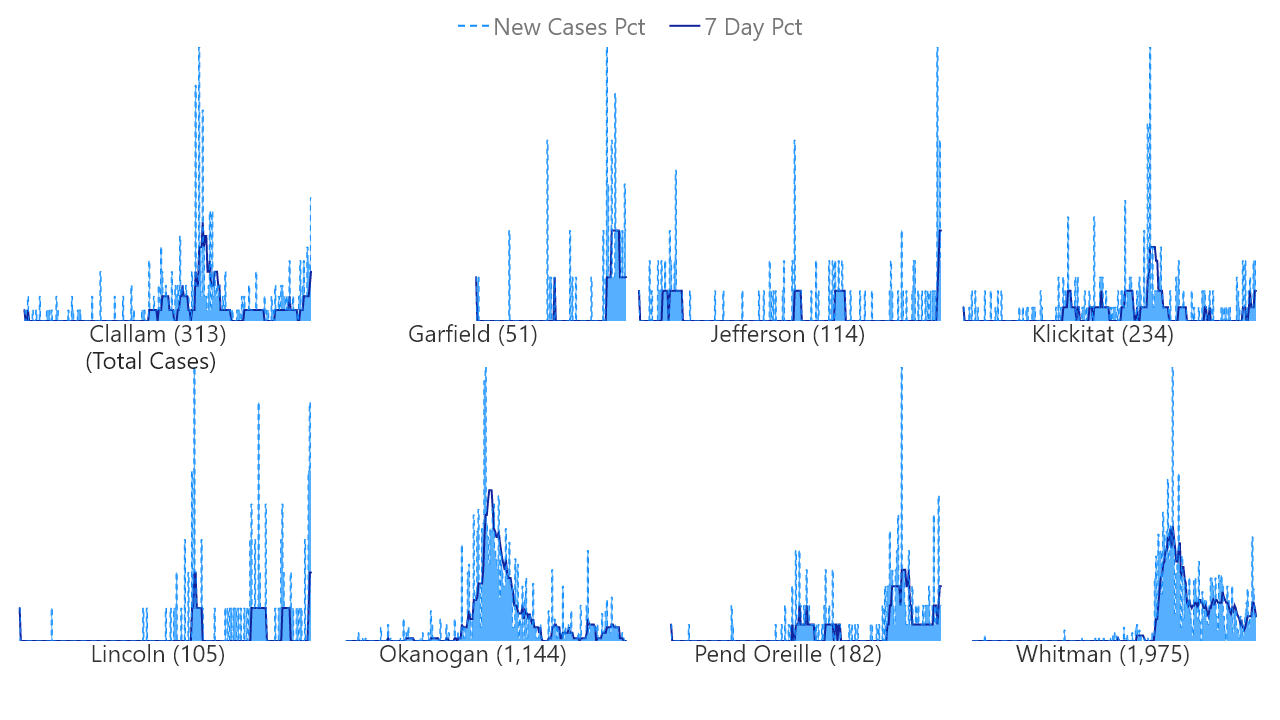 New Cases Pct 7 Day Pct
Clallam (313) Garfield (51) Jefferson (114) Klickitat (234)
(Total Cases)
Lincoln (105) Okanogan (1,144) Pend Oreille (182) Whitman (1,975)